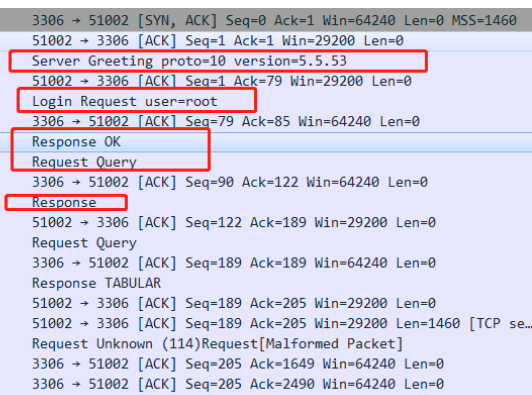 3306 → 51002 [SYN, ACK] Seq=0 Ack=1 Win=64240 Len=0 MSS=1460
51002 → 3306 [ACK] Seq=1 Ack=1 Win=29200 Len=0
Server Greeting proto=10 version=5.5.53
51002 → 3306 [ACK] Seq=1 Ack=79 Win=29200 Len=0
Login Request user=root
3306 → 51002 [ACK] Seq=79 Ack=85 Win=64240 Len=0
Response OK
Request Query
3306 → 51002 [ACK] Seq=90 Ack=122 Win=64240 Len=0
Response
51002 → 3306 [ACK] Seq=122 Ack=189 Win=29200 Len=0
Request Query
3306 → 51002 [ACK] Seq=189 Ack=189 Win=64240 Len=0
Response TABULAR
51002 → 3306 [ACK] Seq=189 Ack=205 Win=29200 Len=0
51002 → 3306 [ACK] Seq=189 Ack=205 Win=29200 Len=1460 [TCP se…
Request Unknown (114)Request[Malformed Packet]
3306 → 51002 [ACK] Seq=205 Ack=1649 Win=64240 Len=0
3306 → 51002 [ACK] Seq=205 Ack=2490 Win=64240 Len=0